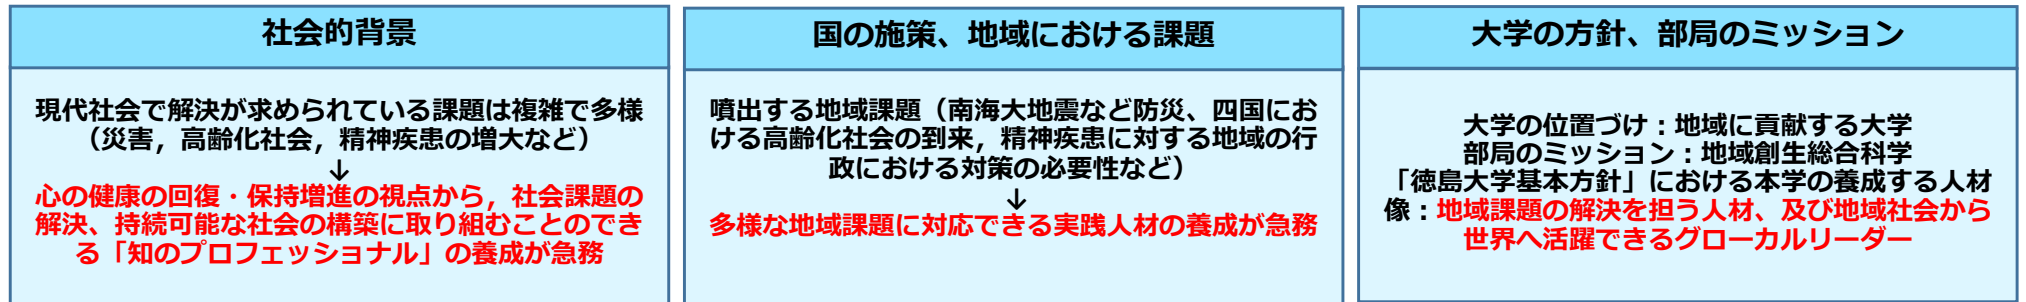 社会的背景
現代社会で解決が求められている課題は複雑で多様
（災害，高齢化社会，精神疾患の増大など）
↓
心の健康の回復・保持増進の視点から，社会課題の
解決、持続可能な社会の構築に取り組むことのでき
る「知のプロフェッショナル」の養成が急務
国の施策、地域における課題
噴出する地域課題（南海大地震など防災、四国にお
ける高齢化社会の到来，精神疾患に対する地域の行
政における対策の必要性など）
↓
多様な地域課題に対応できる実践人材の養成が急務
大学の方針、部局のミッション
大学の位置づけ：地域に貢献する大学
部局のミッション：地域創生総合科学
「徳島大学基本方針」における本学の養成する人材
像：地域課題の解決を担う人材、及び地域社会から
世界へ活躍できるグローカルリーダー